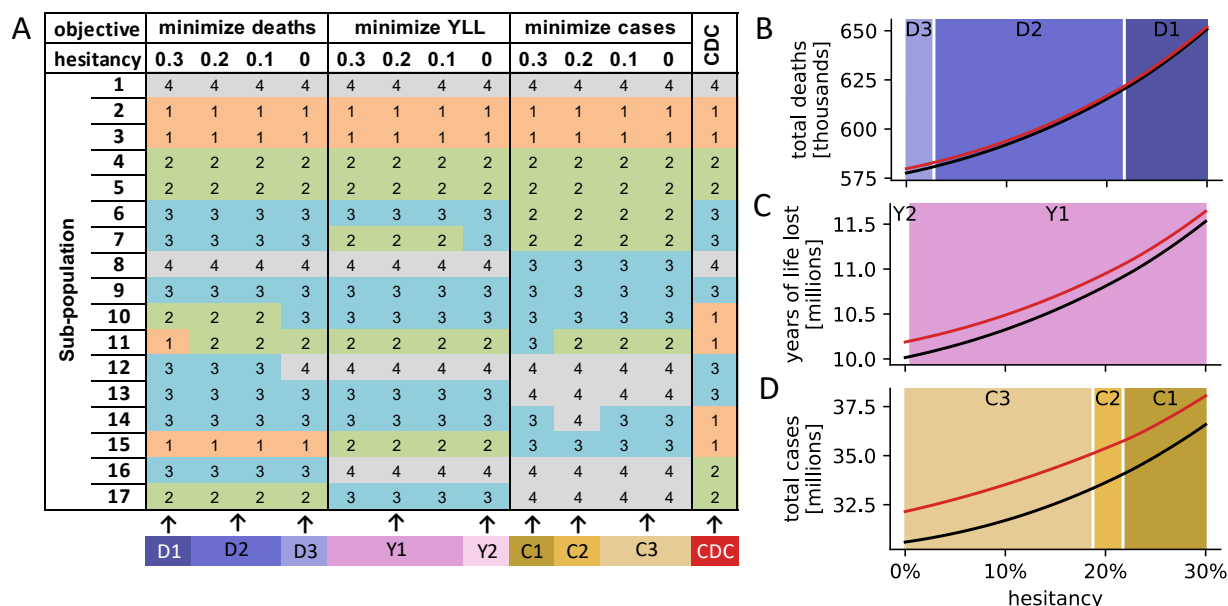 A
objective minimize deaths minimize YLL minimize cases CDC
hesitancy 0.3 0.2 0.1 0 0.3 0.2 0.1 0 0.3 0.2 0.1 0
Sub-population
1 4 4 4 4 4 4 4 4 4 4 4 4 4
2 1 1 1 1 1 1 1 1 1 1 1 1 1
3 1 1 1 1 1 1 1 1 1 1 1 1 1
4 2 2 2 2 2 2 2 2 2 2 2 2 2
5 2 2 2 2 2 2 2 2 2 2 2 2 2
6 3 3 3 3 3 3 3 3 2 2 2 2 3
7 3 3 3 3 2 2 2 3 2 2 2 2 3
8 4 4 4 4 4 4 4 4 3 3 3 3 4
9 3 3 3 3 3 3 3 3 3 3 3 3 3
10 2 2 2 3 3 3 3 3 3 3 3 3 1
11 1 2 2 2 2 2 2 2 3 2 2 2 1
12 3 3 3 4 4 4 4 4 4 4 4 4 3
13 3 3 3 3 3 3 3 3 4 4 4 4 3
14 3 3 3 3 3 3 3 3 3 4 3 3 1
15 1 1 1 1 2 2 2 2 3 3 3 3 1
16 3 3 3 3 4 4 4 4 4 4 4 4 2
17 2 2 2 2 3 3 3 3 4 4 4 4 2
D1 D2 D3 Y1 Y2 C1 C2 C3 CDC
B
total deaths
[thousands]
650
625
600
575
D3 D2 D1
C
years of life lost
[millions]
11.5
11.0
10.5
10.0
Y2 Y1
D
total cases
[millions]
37.5
35.0
32.5
C3 C2 C1
0% 10% 20% 30%
hesitancy